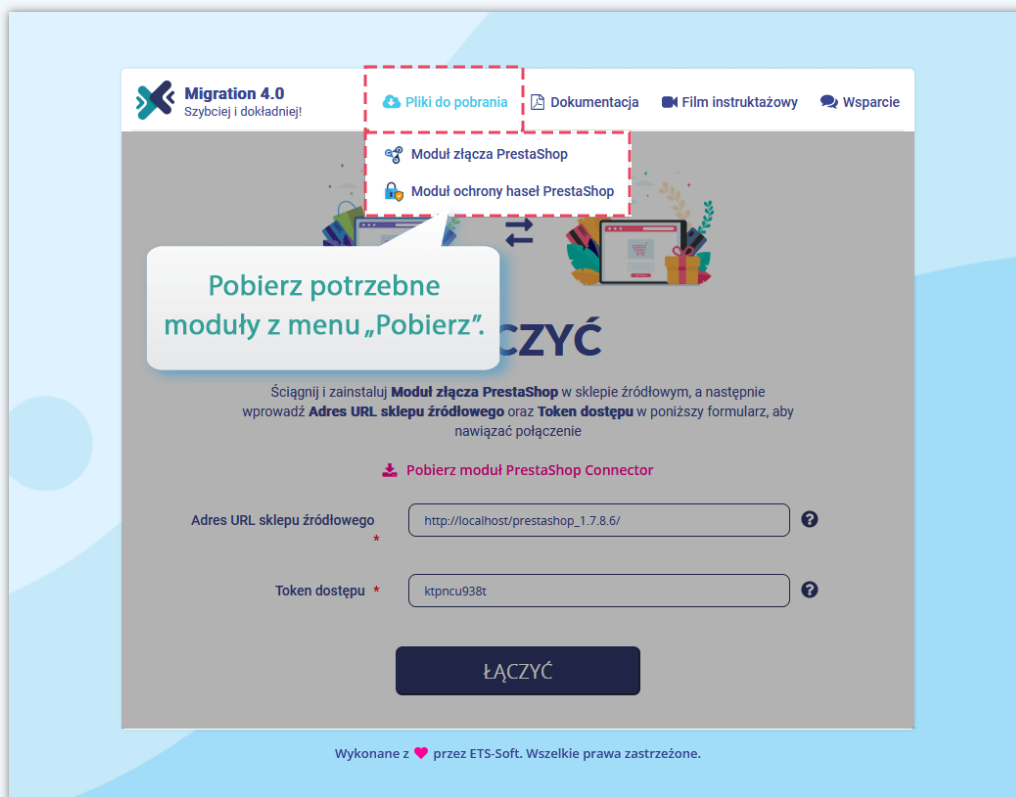 Migration 4.0
Szybciej i dokładniej!
Pliki do pobrania
Dokumentacja
Film instruktażowy
Wsparcie
Moduł złącza PrestaShop
Moduł ochrony haseł PrestaShop
Pobierz potrzebne
moduły z menu „Pobierz”.
CZYĆ
Ściągnij i zainstaluj Moduł złącza PrestaShop w sklepie źródłowym, a następnie
wprowadź Adres URL sklepu źródłowego oraz Token dostępu w poniższy formularz, aby
nawiązać połączenie
Pobierz moduł PrestaShop Connector
Adres URL sklepu źródłowego
*
http://localhost/prestashop_1.7.8.6/
Token dostępu *
ktpncu938t
ŁĄCZYĆ
Wykonane z ❤ przez ETS-Soft. Wszelkie prawa zastrzeżone.